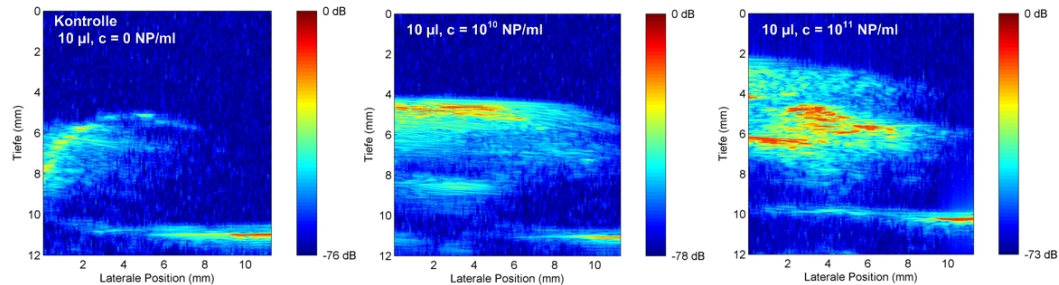 Kontrolle
10 µl, c = 0 NP/ml
0
2
4
6
8
10
12
Tiefe (mm)
2
4
6
8
10
Laterale Position (mm)
0 dB
-76 dB
10 µl, c = 10¹⁰ NP/ml
0
2
4
6
8
10
12
Tiefe (mm)
2
4
6
8
10
Laterale Position (mm)
0 dB
-78 dB
10 µl, c = 10¹¹ NP/ml
0
2
4
6
8
10
12
Tiefe (mm)
2
4
6
8
10
Laterale Position (mm)
0 dB
-73 dB